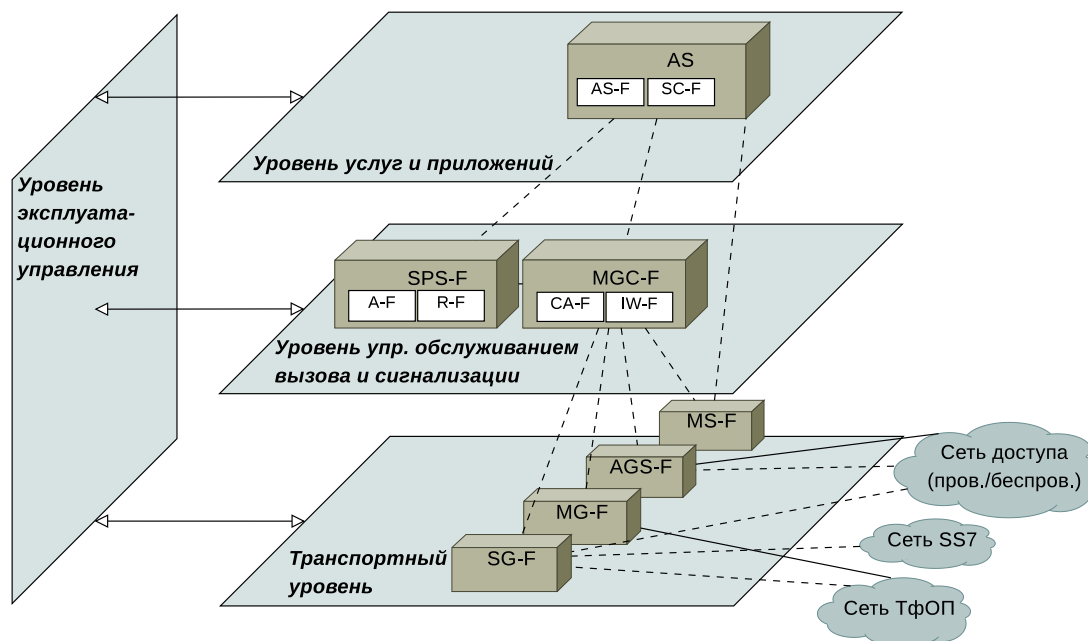 AS
AS-F SC-F
Уровень услуг и приложений
Уровень
эксплуата-
ционного
управления
SPS-F
A-F R-F
MGC-F
CA-F IW-F
Уровень упр. обслуживанием
вызова и сигнализации
MS-F
AGS-F
MG-F
SG-F
Транспортный
уровень
Сеть доступа
(пров./беспров.)
Сеть SS7
Сеть ТфОП